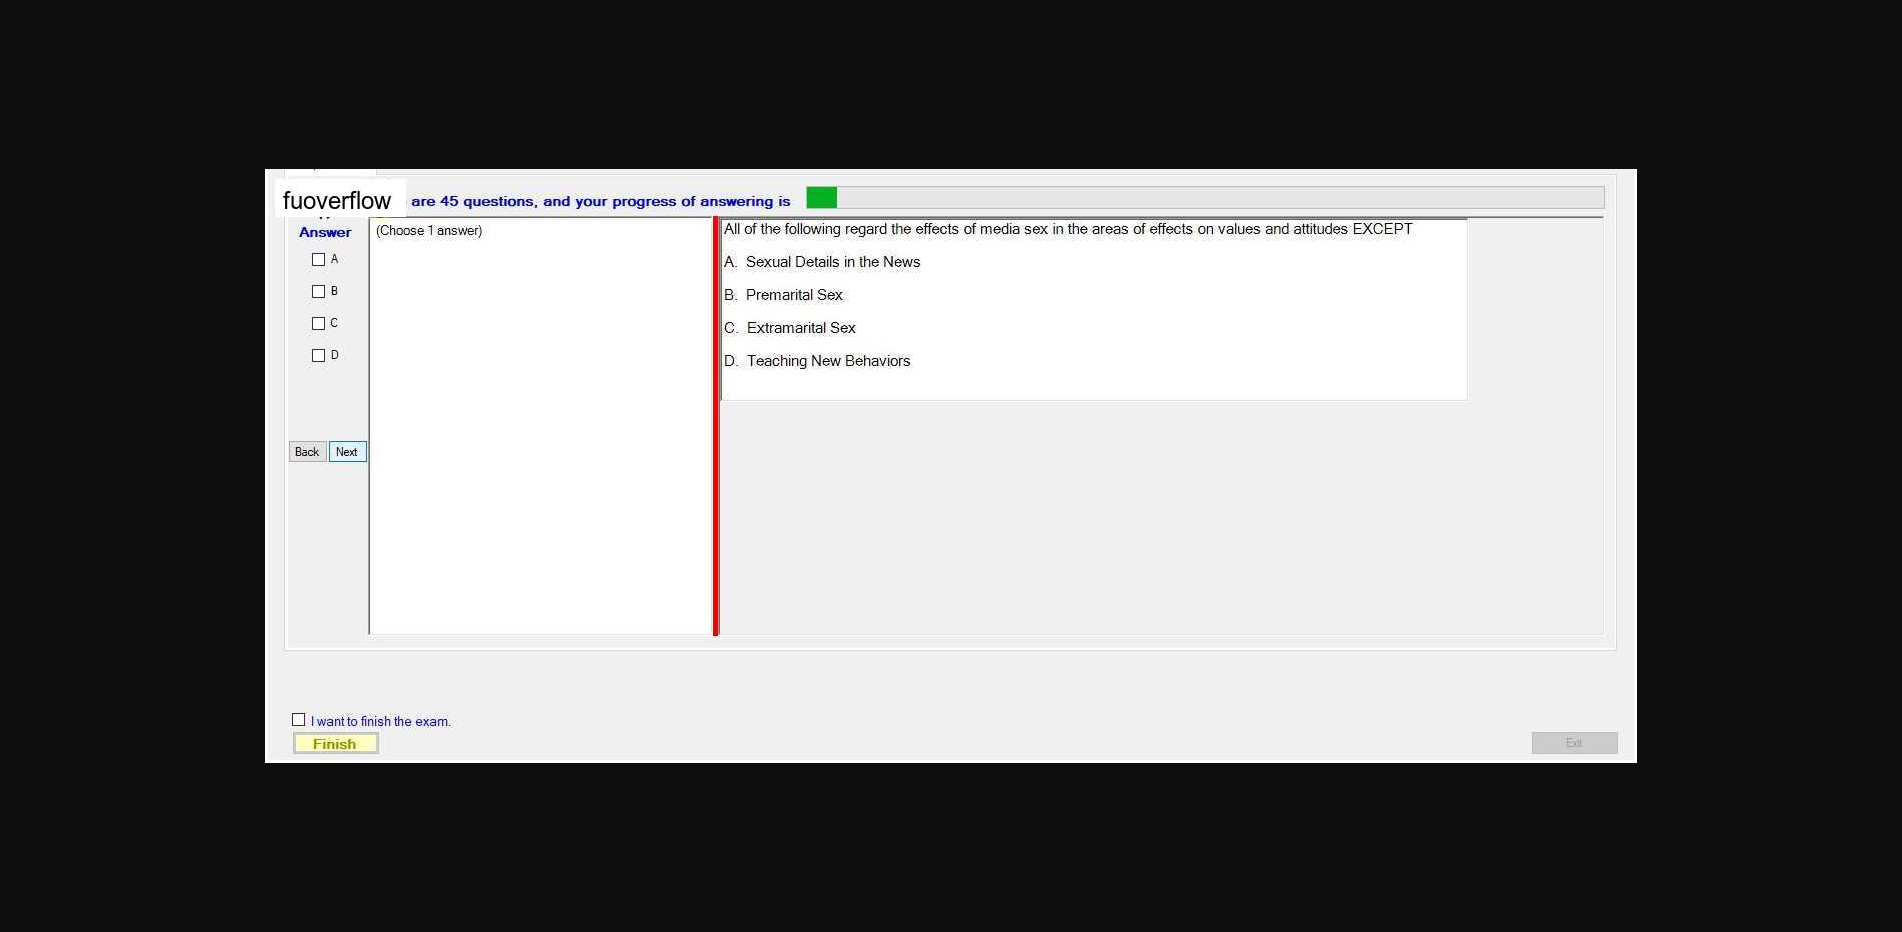 fuoverflow are 45 questions, and your progress of answering is
Answer
(Choose 1 answer)
A
B
C
D
Back Next
All of the following regard the effects of media sex in the areas of effects on values and attitudes EXCEPT
A. Sexual Details in the News
B. Premarital Sex
C. Extramarital Sex
D. Teaching New Behaviors
I want to finish the exam.
Finish
Exit